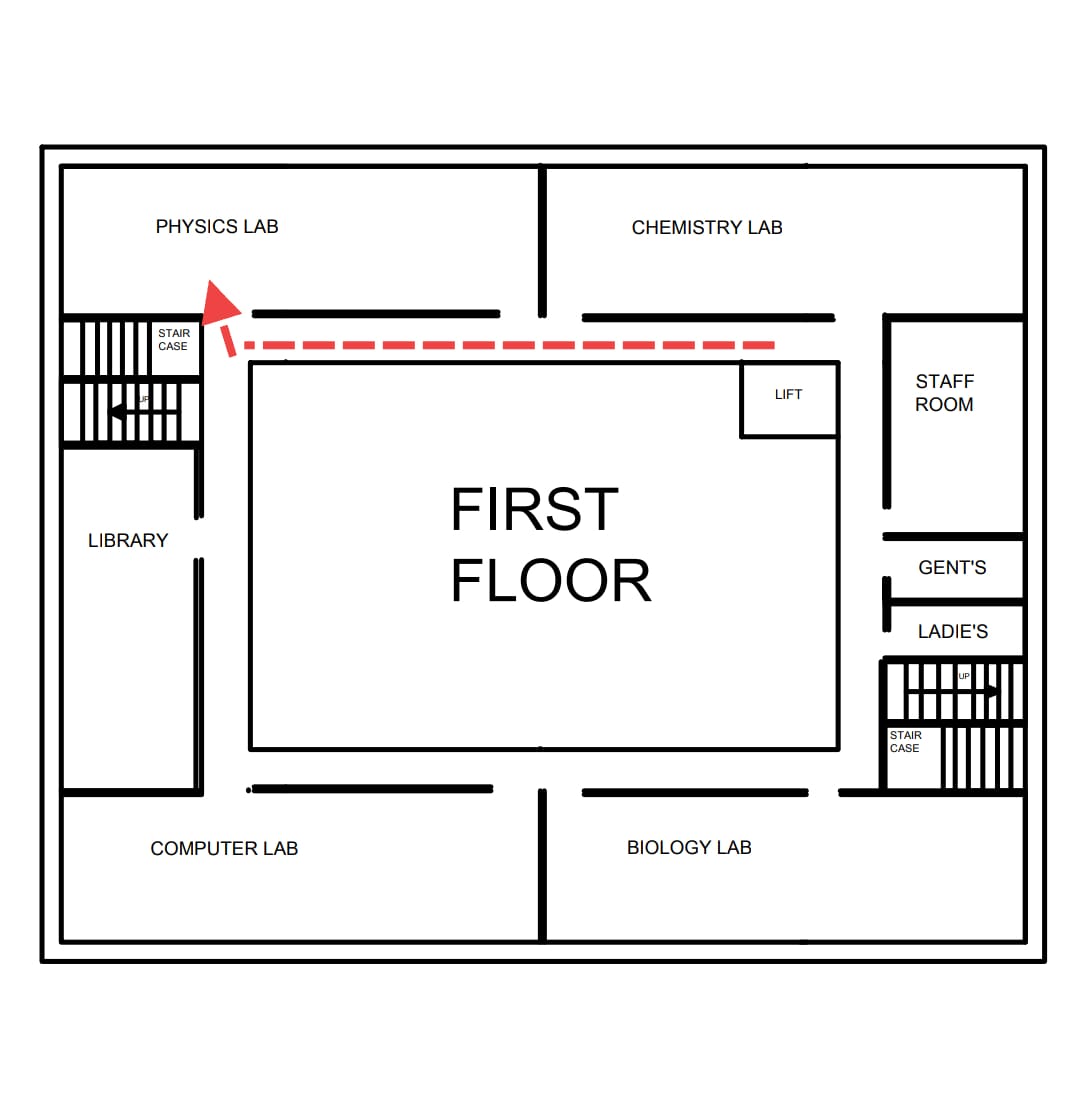 PHYSICS LAB
CHEMISTRY LAB
STAIR
CASE
UP
LIFT
STAFF
ROOM
FIRST
FLOOR
LIBRARY
GENT'S
LADIE'S
UP
STAIR
CASE
COMPUTER LAB
BIOLOGY LAB